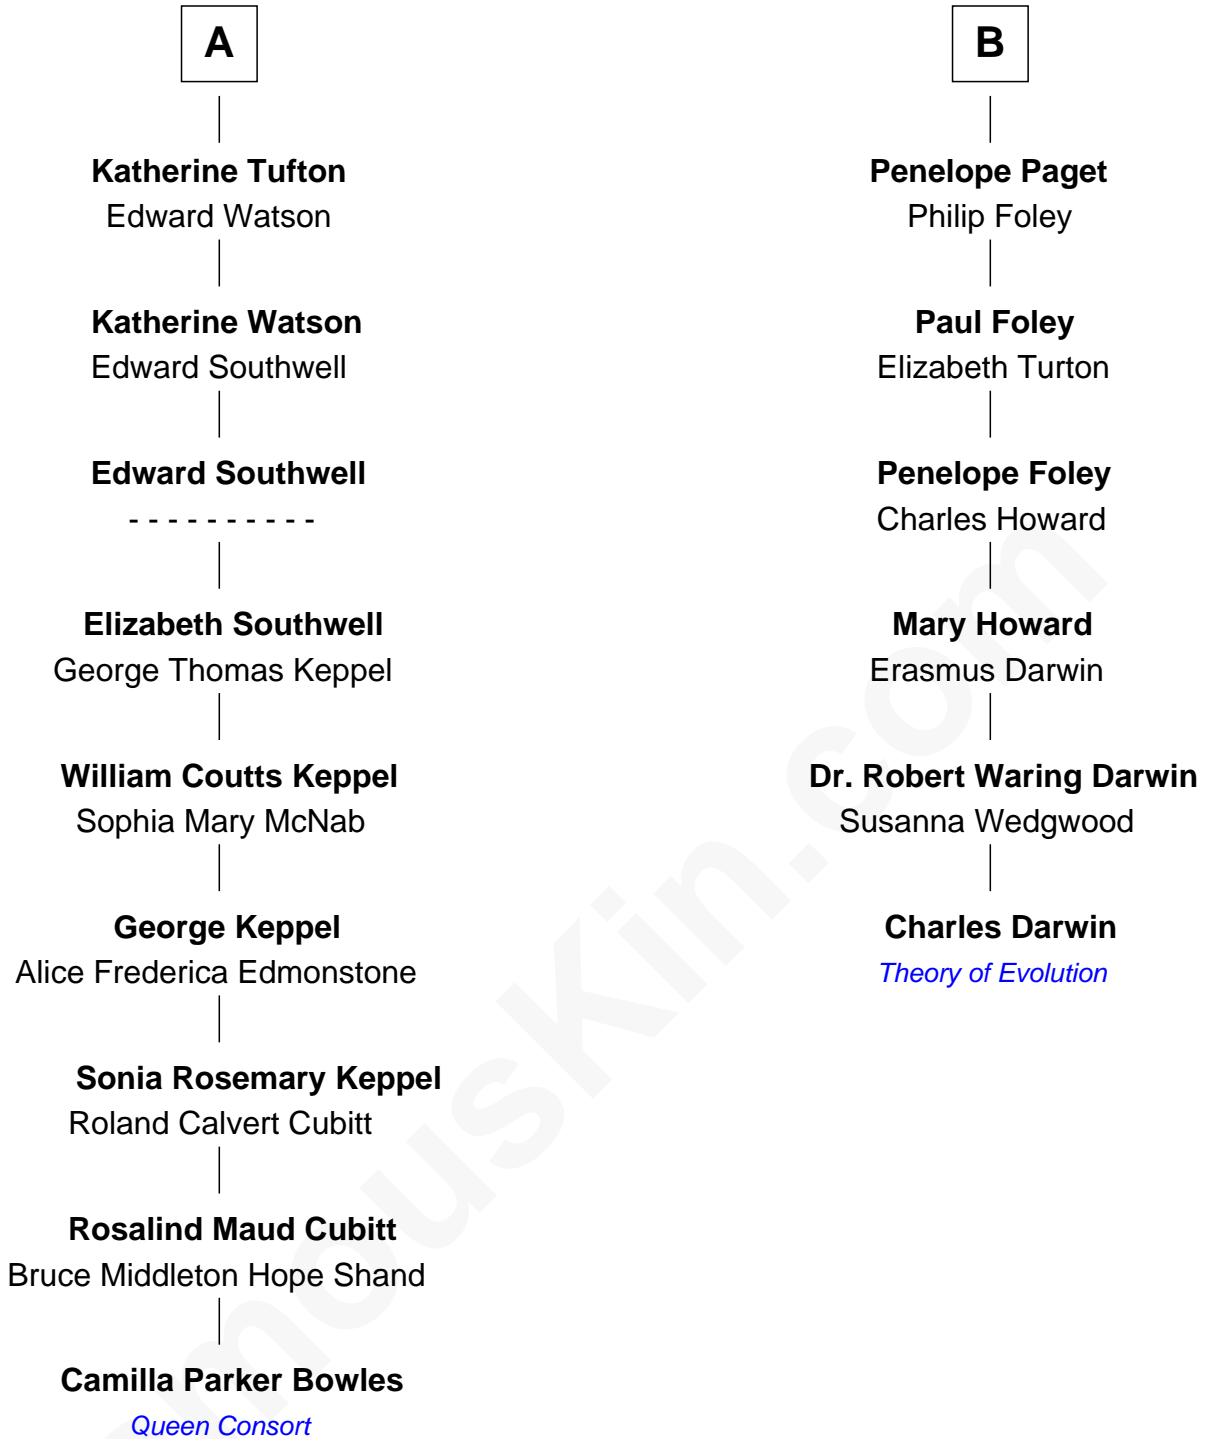 A
Katherine Tufton
Edward Watson
Katherine Watson
Edward Southwell
Edward Southwell
- - - - - - - - - -
Elizabeth Southwell
George Thomas Keppel
William Coutts Keppel
Sophia Mary McNab
George Keppel
Alice Frederica Edmonstone
Sonia Rosemary Keppel
Roland Calvert Cubitt
Rosalind Maud Cubitt
Bruce Middleton Hope Shand
Camilla Parker Bowles
Queen Consort
B
Penelope Paget
Philip Foley
Paul Foley
Elizabeth Turton
Penelope Foley
Charles Howard
Mary Howard
Erasmus Darwin
Dr. Robert Waring Darwin
Susanna Wedgwood
Charles Darwin
Theory of Evolution
mouskin.com